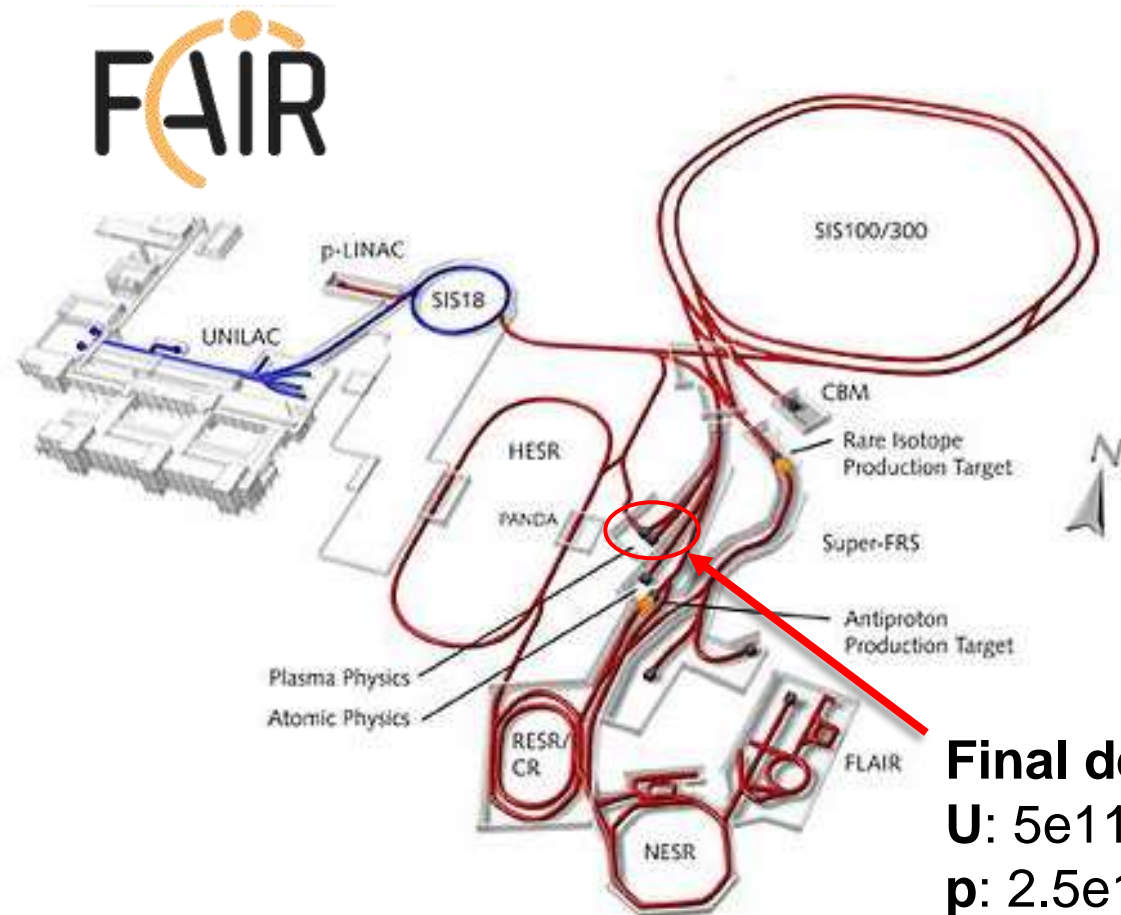 FAIR
SIS100/300
p-LINAC
SIS18
UNILAC
CBM
Rare Isotope
Production Target
HESR
N
PANDA
Super-FRS
Antiproton
Production Target
Plasma Physics
Atomic Physics
RESR/
CR
FLAIR
NESR
Final
U: 5e11
p: